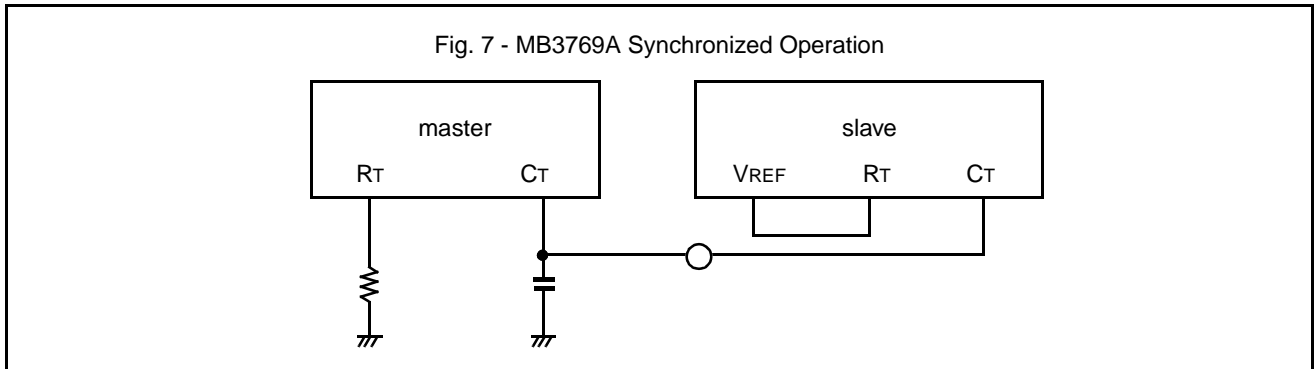 Fig. 7 - MB3769A Synchronized Operation
master
slave
RT
CT
VREF
RT
CT